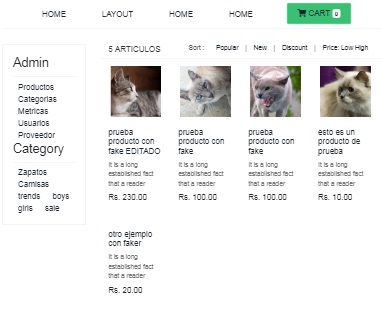 HOME LAYOUT HOME HOME CART 0
Admin
Productos
Categorias
Metricas
Usuarios
Proveedor
Category
Zapatos
Camisas
trends boys
girls sale
5 ARTICULOS Sort : Popular | New | Discount | Price: Low High
prueba
producto con
fake EDITADO
It is a long
established fact
that a reader
Rs. 230.00
prueba
producto con
fake
It is a long
established fact
that a reader
Rs. 100.00
prueba
producto con
fake
It is a long
established fact
that a reader
Rs. 100.00
esto es un
producto de
prueba
It is a long
established fact
that a reader
Rs. 10.00
otro ejemplo
con faker
It is a long
established fact
that a reader
Rs. 20.00